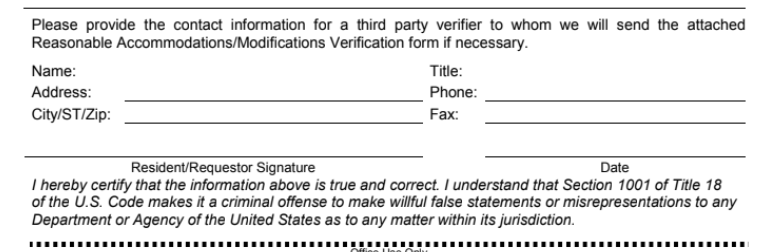 Please provide the contact information for a third party verifier to whom we will send the attached
Reasonable Accommodations/Modifications Verification form if necessary.
Name: Title:
Address: Phone:
City/ST/Zip: Fax:
Resident/Requestor Signature Date
I hereby certify that the information above is true and correct. I understand that Section 1001 of Title 18
of the U.S. Code makes it a criminal offense to make willful false statements or misrepresentations to any
Department or Agency of the United States as to any matter within its jurisdiction.
Office Use Only